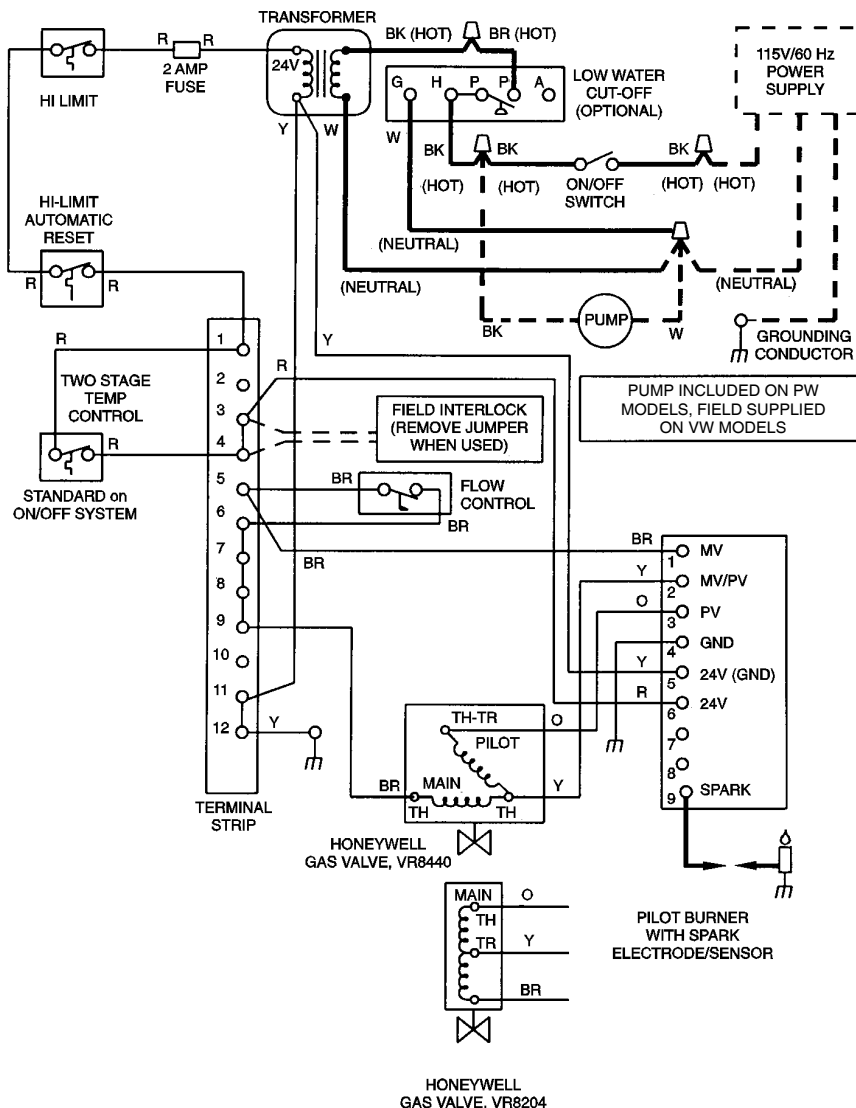 TRANSFORMER
BK (HOT)
BR (HOT)
R
R
24V
2 AMP
FUSE
HI LIMIT
Y
W
G
H
P
P
A
LOW WATER
CUT-OFF
(OPTIONAL)
115V/60 Hz
POWER
SUPPLY
W
BK
BK
BK
(HOT)
(HOT)
ON/OFF
SWITCH
(HOT)
(HOT)
HI-LIMIT
AUTOMATIC
RESET
R
R
(NEUTRAL)
(NEUTRAL)
(NEUTRAL)
BK
PUMP
W
GROUNDING
CONDUCTOR
R
1
Y
TWO STAGE
TEMP
CONTROL
2
R
3
FIELD INTERLOCK
(REMOVE JUMPER
WHEN USED)
PUMP INCLUDED ON PW
MODELS, FIELD SUPPLIED
ON VW MODELS
R
4
STANDARD on
ON/OFF SYSTEM
5
BR
FLOW
CONTROL
6
BR
7
BR
8
9
10
11
12
Y
TERMINAL
STRIP
BR
1
MV
Y
2
MV/PV
O
3
PV
4
GND
Y
5
24V (GND)
R
6
24V
7
8
9
SPARK
TH-TR
O
PILOT
MAIN
BR
Y
TH
TH
HONEYWELL
GAS VALVE, VR8440
MAIN
O
TH
TR
Y
BR
PILOT BURNER
WITH SPARK
ELECTRODE/SENSOR
HONEYWELL
GAS VALVE, VR8204